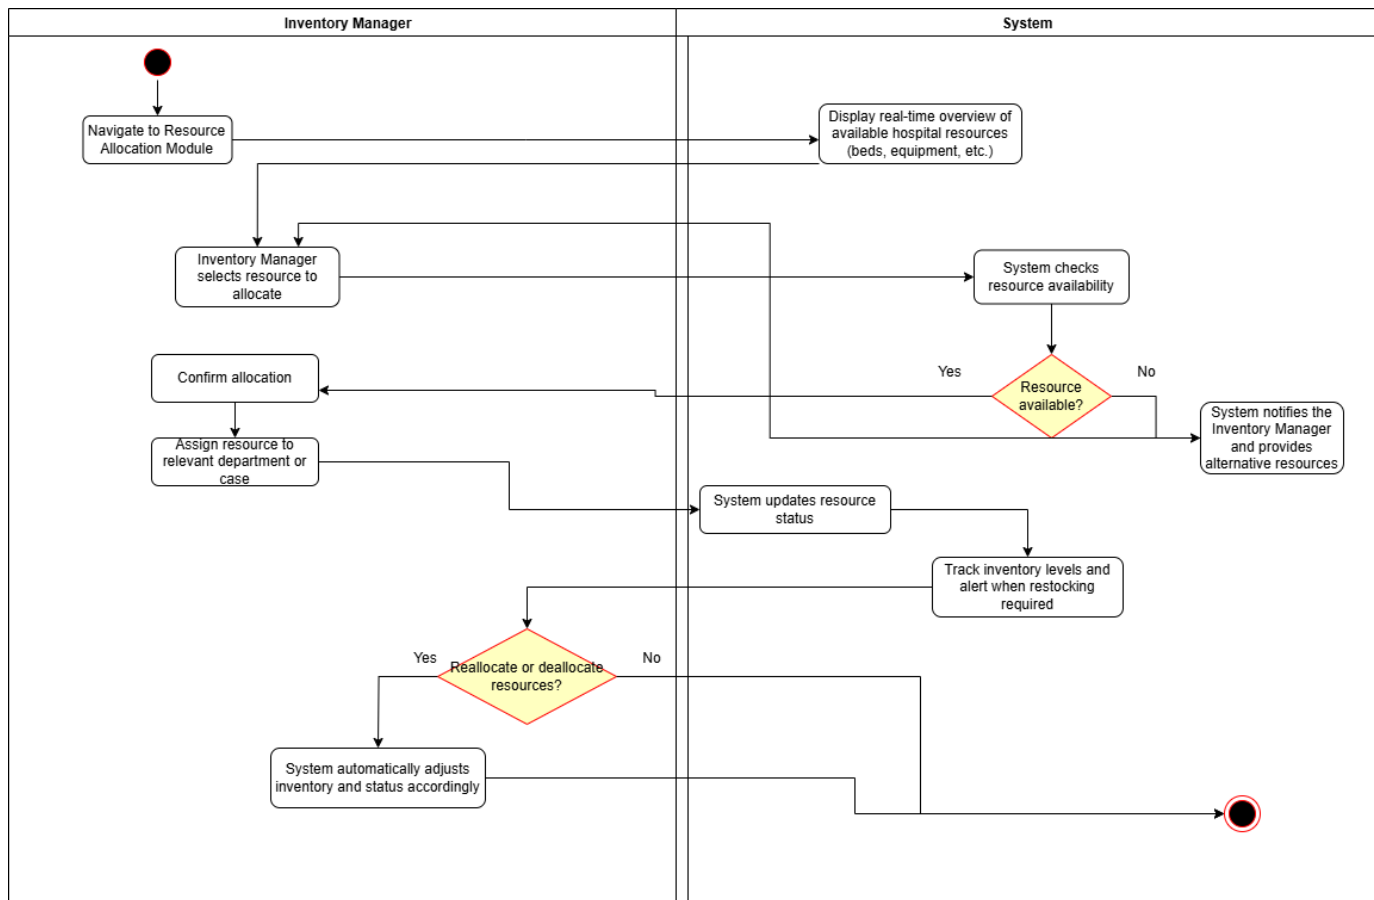 Inventory Manager
System
Navigate to Resource
Allocation Module
Display real-time overview of
available hospital resources
(beds, equipment, etc.)
Inventory Manager
selects resource to
allocate
System checks
resource availability
Confirm allocation
Yes
Resource
available?
No
System notifies the
Inventory Manager
and provides
alternative resources
Assign resource to
relevant department or
case
System updates resource
status
Track inventory levels and
alert when restocking
required
Yes
Reallocate or deallocate
resources?
No
System automatically adjusts
inventory and status accordingly